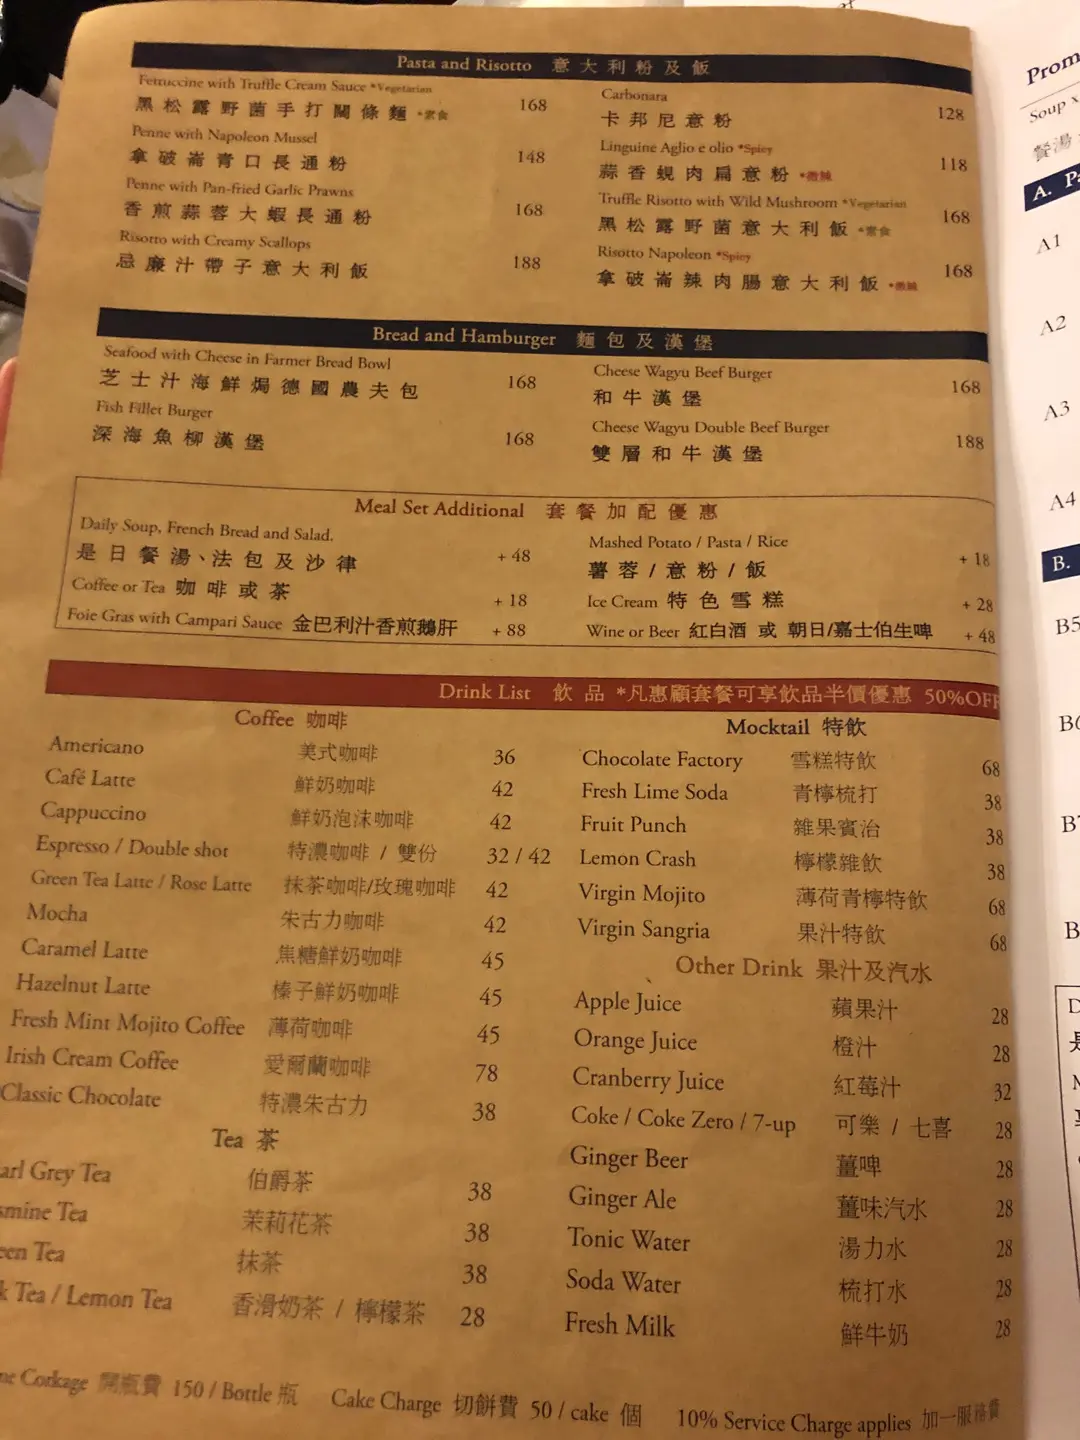 Pasta and Risotto 意大利粉及飯
Fettuccine with Truffle Cream Sauce *Vegetarian
黑松露野菌手打闊條麵 *素食 168
Penne with Napoleon Mussel
拿破崙青口長通粉 148
Penne with Pan-fried Garlic Prawns
香煎蒜蓉大蝦長通粉 168
Risotto with Creamy Scallops
忌廉汁帶子意大利飯 188
Carbonara
卡邦尼意粉 128
Linguine Aglio e olio *Spicy
蒜香蜆肉扁意粉 *微辣 118
Truffle Risotto with Wild Mushroom *Vegetarian
黑松露野菌意大利飯 *素食 168
Risotto Napoleon *Spicy
拿破崙辣肉腸意大利飯 *微辣 168
Bread and Hamburger 麵包及漢堡
Seafood with Cheese in Farmer Bread Bowl
芝士汁海鮮焗德國農夫包 168
Fish Fillet Burger
深海魚柳漢堡 168
Cheese Wagyu Beef Burger
和牛漢堡 168
Cheese Wagyu Double Beef Burger
雙層和牛漢堡 188
Meal Set Additional 套餐加配優惠
Daily Soup, French Bread and Salad.
是日餐湯、法包及沙律 + 48
Coffee or Tea 咖啡或茶 + 18
Foie Gras with Campari Sauce 金巴利汁香煎鵝肝 + 88
Mashed Potato / Pasta / Rice
薯蓉 / 意粉 / 飯 + 18
Ice Cream 特色雪糕 + 28
Wine or Beer 紅白酒 或 朝日/嘉士伯生啤 + 48
Drink List 飲品 *凡惠顧套餐可享飲品半價優惠 50%OFF
Coffee 咖啡
Americano 美式咖啡 36
Café Latte 鮮奶咖啡 42
Cappuccino 鮮奶泡沫咖啡 42
Espresso / Double shot 特濃咖啡 / 雙份 32 / 42
Green Tea Latte / Rose Latte 抹茶咖啡/玫瑰咖啡 42
Mocha 朱古力咖啡 42
Caramel Latte 焦糖鮮奶咖啡 45
Hazelnut Latte 榛子鮮奶咖啡 45
Fresh Mint Mojito Coffee 薄荷咖啡 45
Irish Cream Coffee 愛爾蘭咖啡 78
Classic Chocolate 特濃朱古力 38
Tea 茶
arl Grey Tea 伯爵茶 38
smine Tea 茉莉花茶 38
een Tea 抹茶 38
k Tea / Lemon Tea 香滑奶茶 / 檸檬茶 28
Mocktail 特飲
Chocolate Factory 雪糕特飲 68
Fresh Lime Soda 青檸梳打 38
Fruit Punch 雜果賓治 38
Lemon Crash 檸檬雜飲 38
Virgin Mojito 薄荷青檸特飲 68
Virgin Sangria 果汁特飲 68
Other Drink 果汁及汽水
Apple Juice 蘋果汁 28
Orange Juice 橙汁 28
Cranberry Juice 紅莓汁 32
Coke / Coke Zero / 7-up 可樂 / 七喜 28
Ginger Beer 薑啤 28
Ginger Ale 薑味汽水 28
Tonic Water 湯力水 28
Soda Water 梳打水 28
Fresh Milk 鮮牛奶 28
ne Corkage 開瓶費 150 / Bottle 瓶 Cake Charge 切餅費 50 / cake 個 10% Service Charge applies 加一服務費
Prom
Soup x
餐湯
A. Pa
A1
A2
A3
A4
B.
B5
B6
B7
B
D
是